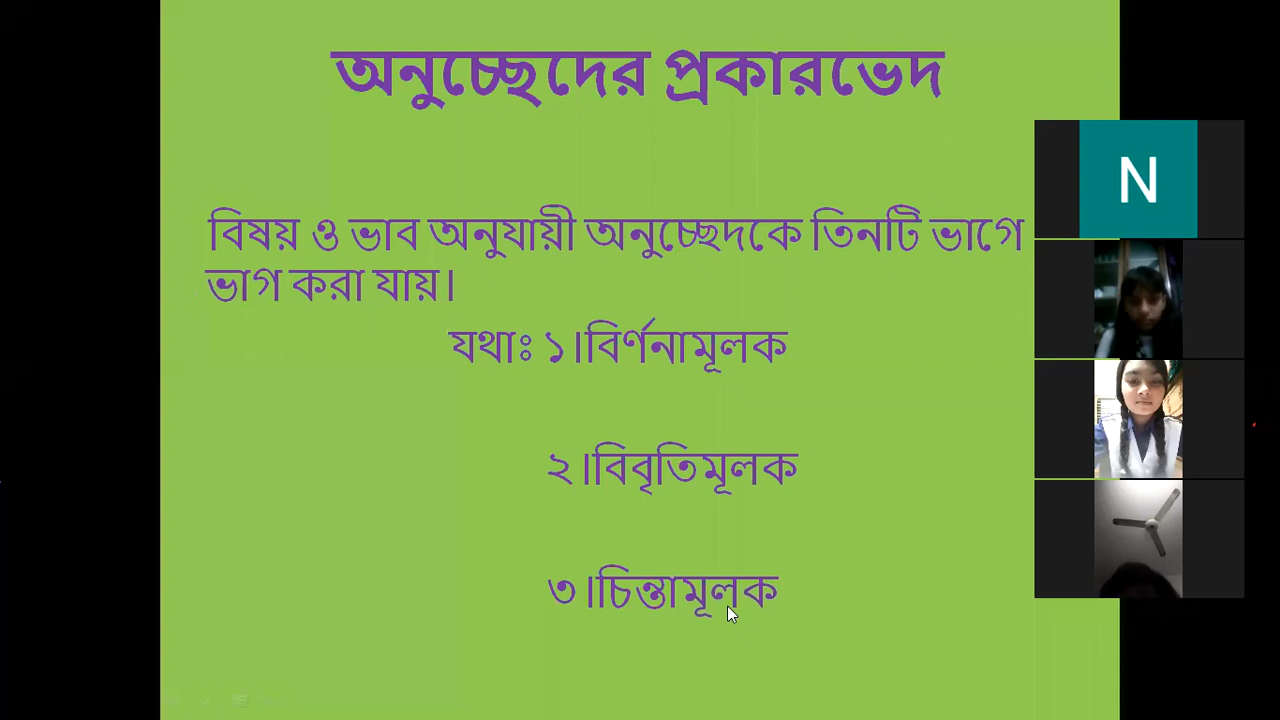 অনুচ্ছেদের প্রকারভেদ
বিষয় ও ভাব অনুযায়ী অনুচ্ছেদকে তিনটি ভাগে
ভাগ করা যায়।
যথাঃ ১।বির্ণনামূলক
২।বিবৃতিমূলক
৩।চিন্তামূলক
N